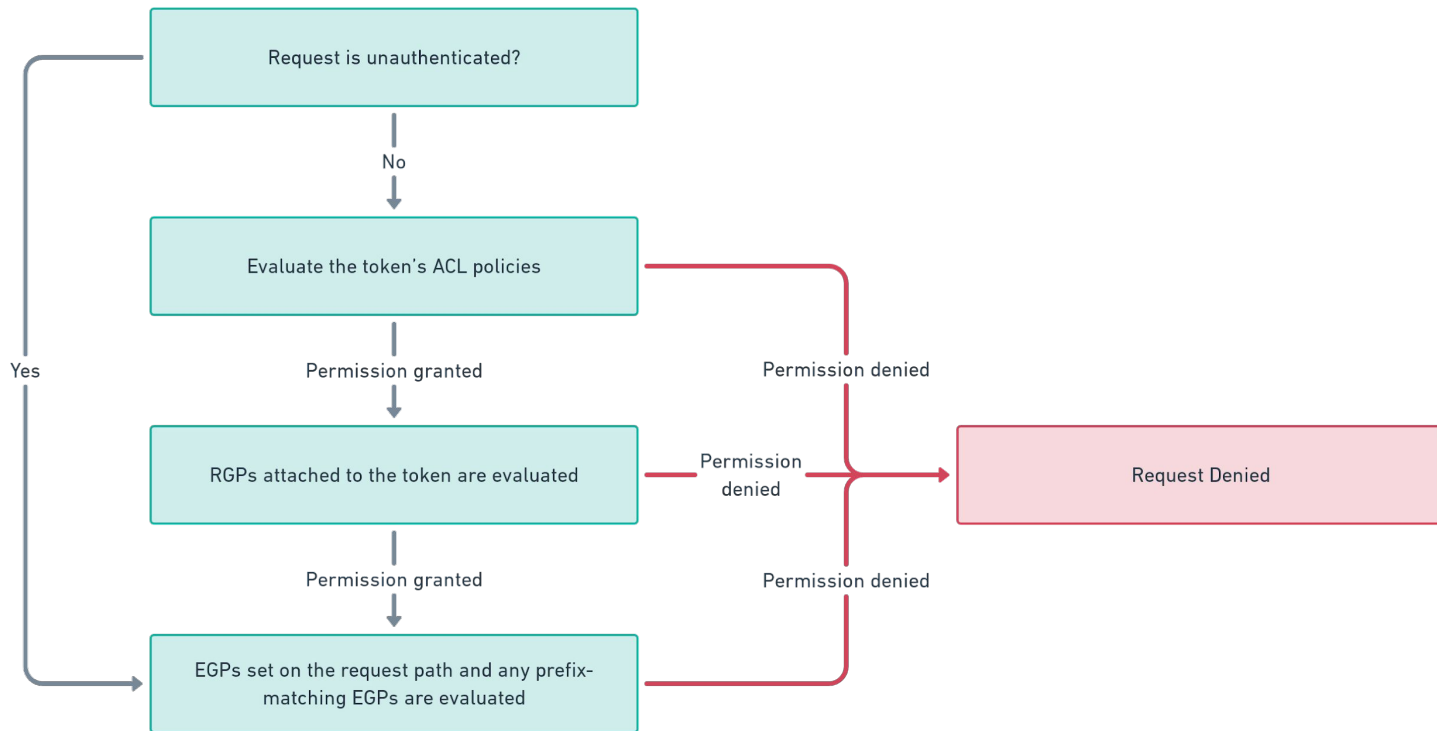 Request is unauthenticated?
No
Evaluate the token's ACL policies
Yes
Permission granted
Permission denied
RGPs attached to the token are evaluated
Permission
denied
Request Denied
Permission granted
Permission denied
EGPs set on the request path and any prefix-
matching EGPs are evaluated